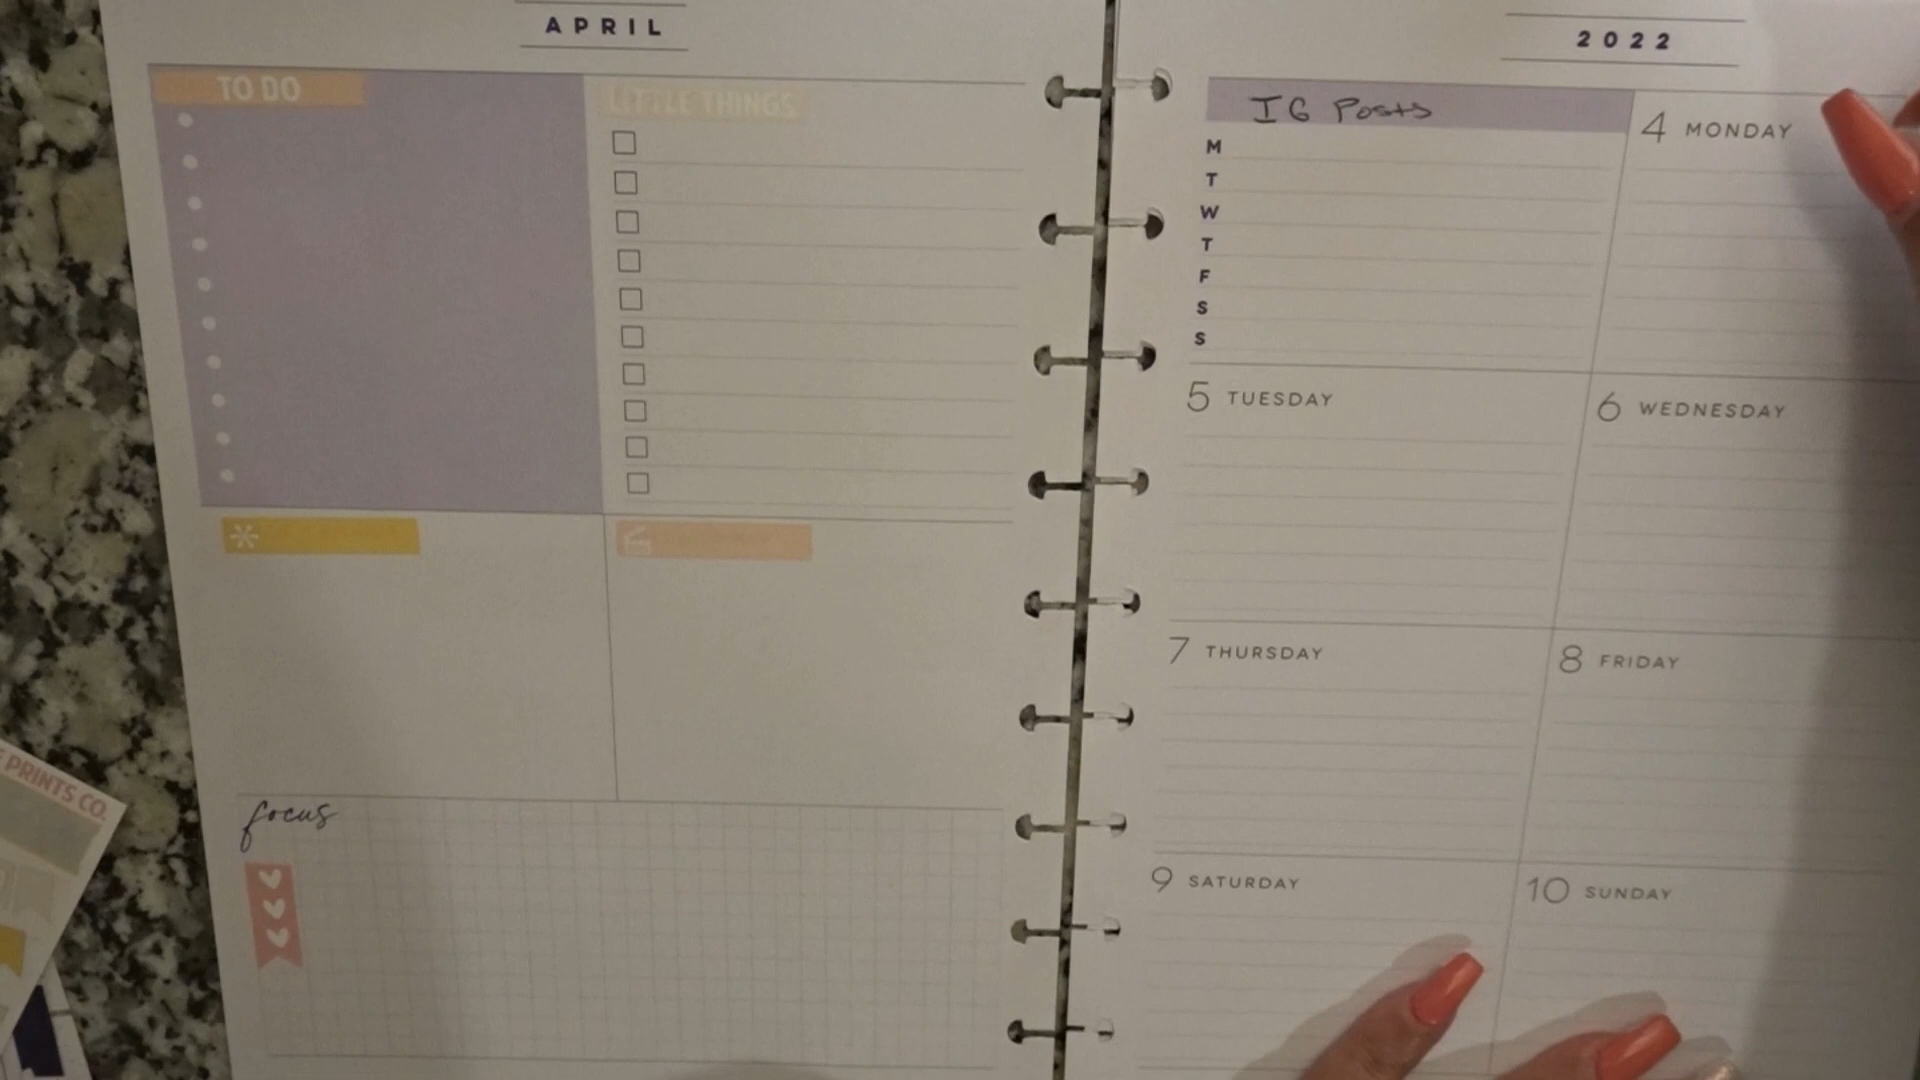 APRIL
TO DO
LITTLE THINGS
focus
2022
IG Posts
M
T
W
T
F
S
S
4 MONDAY
5 TUESDAY
6 WEDNESDAY
7 THURSDAY
8 FRIDAY
9 SATURDAY
10 SUNDAY
PRINTS CO.